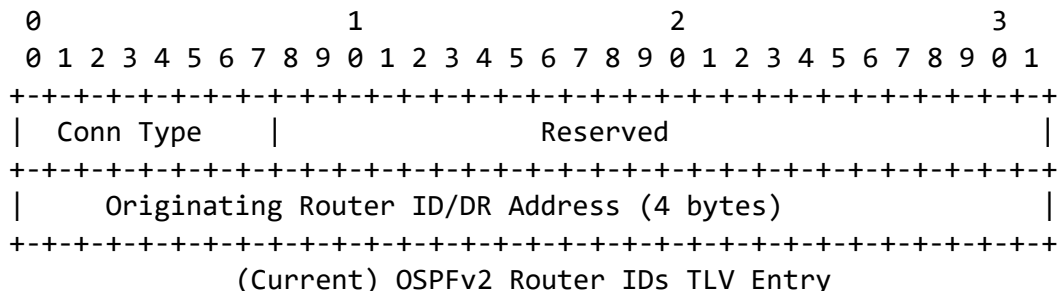 0                   1                   2                   3
 0 1 2 3 4 5 6 7 8 9 0 1 2 3 4 5 6 7 8 9 0 1 2 3 4 5 6 7 8 9 0 1
+-+-+-+-+-+-+-+-+-+-+-+-+-+-+-+-+-+-+-+-+-+-+-+-+-+-+-+-+-+-+-+-+
|  Conn Type    |                Reserved                       |
+-+-+-+-+-+-+-+-+-+-+-+-+-+-+-+-+-+-+-+-+-+-+-+-+-+-+-+-+-+-+-+-+
|     Originating Router ID/DR Address (4 bytes)                |
+-+-+-+-+-+-+-+-+-+-+-+-+-+-+-+-+-+-+-+-+-+-+-+-+-+-+-+-+-+-+-+-+
              (Current) OSPFv2 Router IDs TLV Entry